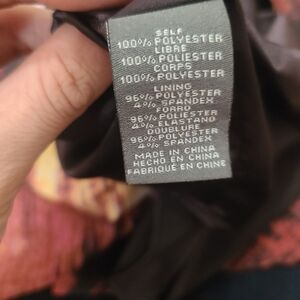 SELF
100% POLYESTER
LIBRE
100% POLIESTER
CORPS
100% POLYESTER
LINING
96% POLYESTER
4% SPANDEX
FORRO
96% POLIESTER
4% ELASTANO
DOUBLURE
96% POLYESTER
4% SPANDEX
MADE IN CHINA
HECHO EN CHINA
FABRIQUÉ EN CHINE